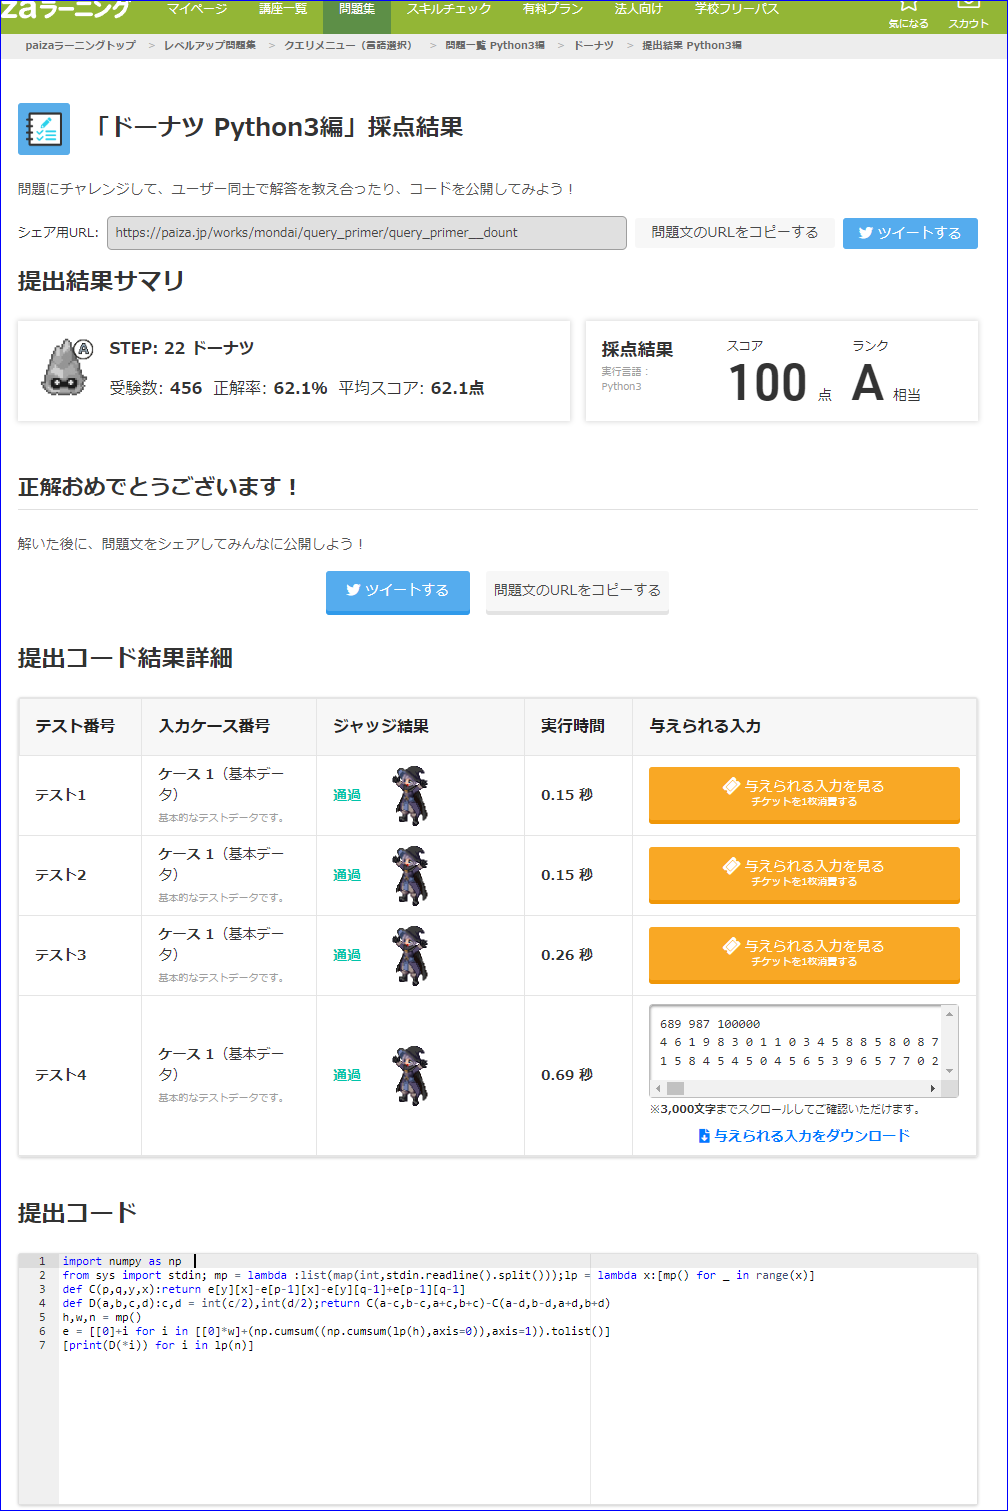 zaラーニング
マイページ 講座一覧 問題集 スキルチェック 有料プラン 法人向け 学校フリーパス 気になる スカウト
paizaラーニングトップ > レベルアップ問題集 > クエリメニュー（言語選択） > 問題一覧 Python3編 > ドーナツ > 提出結果 Python3編
「ドーナツ Python3編」採点結果
問題にチャレンジして、ユーザー同士で解答を教え合ったり、コードを公開してみよう！
シェア用URL: https://paiza.jp/works/mondai/query_primer/query_primer__dount 問題文のURLをコピーする ツイートする
提出結果サマリ
A
STEP: 22 ドーナツ
受験数: 456 正解率: 62.1% 平均スコア: 62.1点
採点結果 スコア ランク
実行言語：
Python3
100 点 A 相当
正解おめでとうございます！
解いた後に、問題文をシェアしてみんなに公開しよう！
ツイートする 問題文のURLをコピーする
提出コード結果詳細
テスト番号 入力ケース番号 ジャッジ結果 実行時間 与えられる入力
テスト1 ケース 1（基本データ） 通過 0.15 秒 与えられる入力を見る
基本的なテストデータです。 チケットを1枚消費する
テスト2 ケース 1（基本データ） 通過 0.15 秒 与えられる入力を見る
基本的なテストデータです。 チケットを1枚消費する
テスト3 ケース 1（基本データ） 通過 0.26 秒 与えられる入力を見る
基本的なテストデータです。 チケットを1枚消費する
テスト4 ケース 1（基本データ） 通過 0.69 秒
基本的なテストデータです。
689 987 100000
4 6 1 9 8 3 0 1 1 0 3 4 5 8 8 5 8 0 8 7
1 5 8 4 5 4 5 0 4 5 6 5 3 9 6 5 7 7 0 2
※3,000文字までスクロールしてご確認いただけます。
与えられる入力をダウンロード
提出コード
1 import numpy as np
2 from sys import stdin; mp = lambda :list(map(int,stdin.readline().split()));lp = lambda x:[mp() for _ in range(x)]
3 def C(p,q,y,x):return e[y][x]-e[p-1][x]-e[y][q-1]+e[p-1][q-1]
4 def D(a,b,c,d):c,d = int(c/2),int(d/2);return C(a-c,b-c,a+c,b+c)-C(a-d,b-d,a+d,b+d)
5 h,w,n = mp()
6 e = [[0]+i for i in [[0]*w]+(np.cumsum((np.cumsum(lp(h),axis=0)),axis=1)).tolist()]
7 [print(D(*i)) for i in lp(n)]